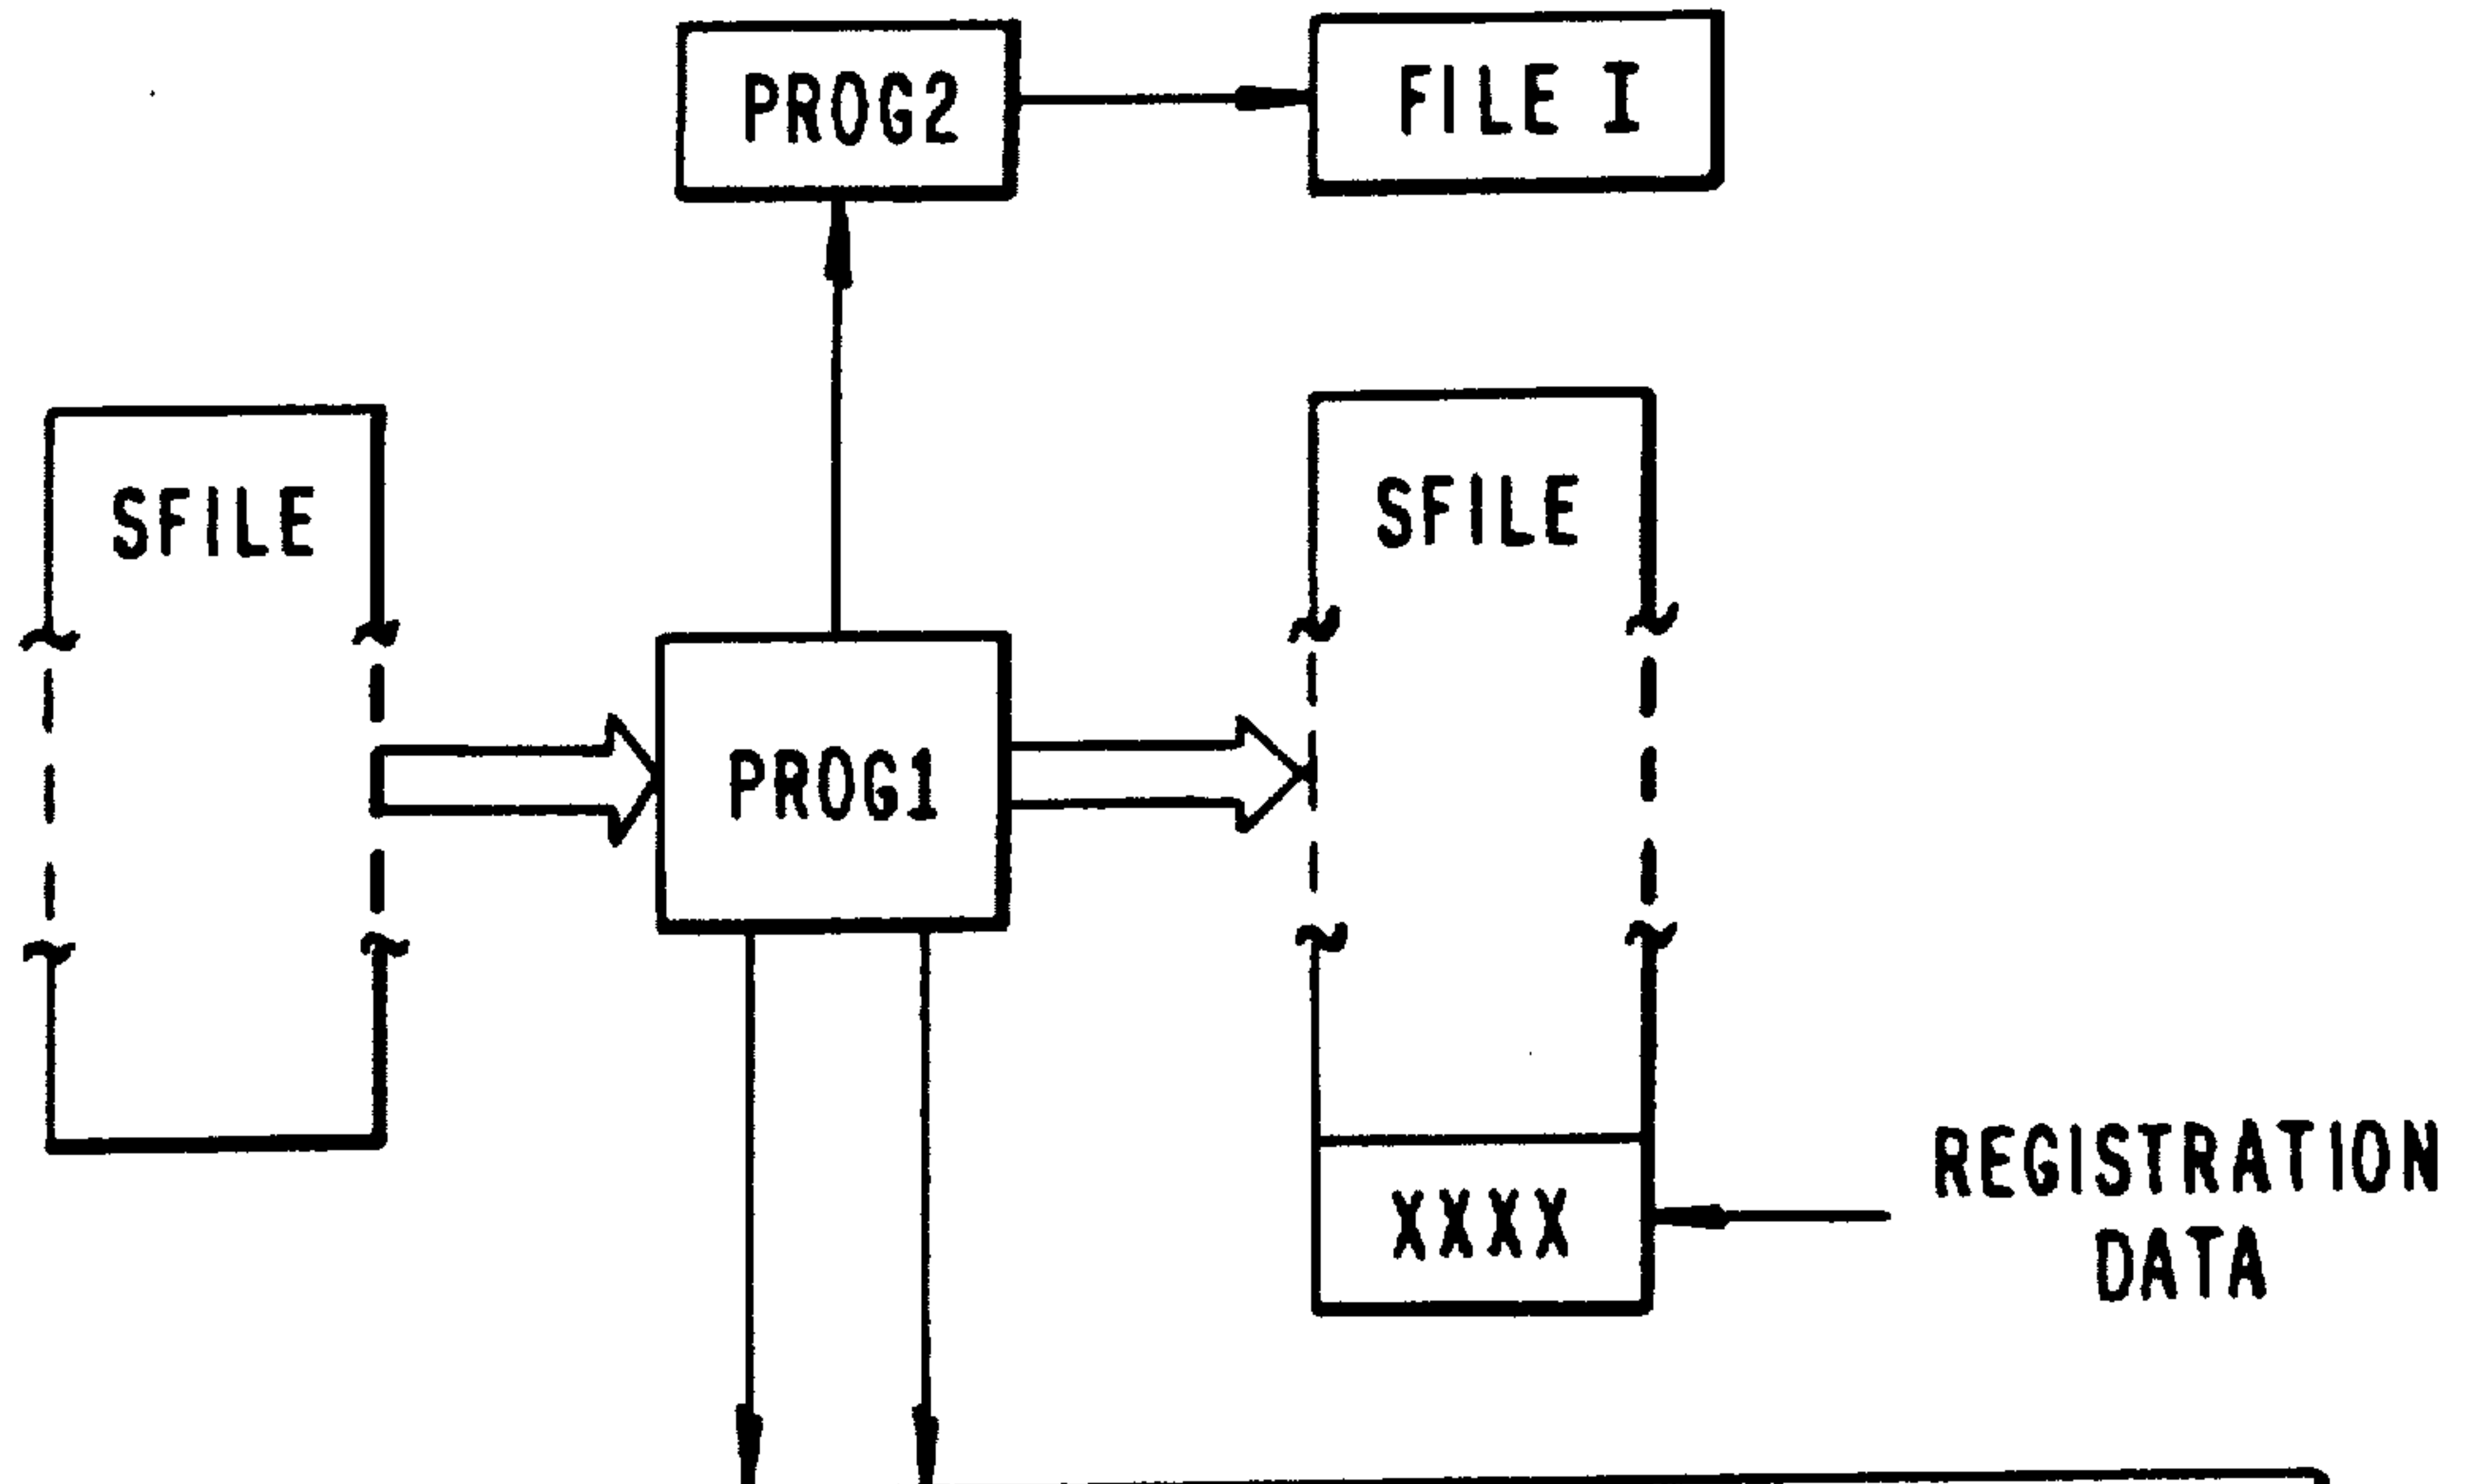 PROG2
FILE I
SFILE
SFILE
PROG1
REGISTRATION
DATA
XXXX